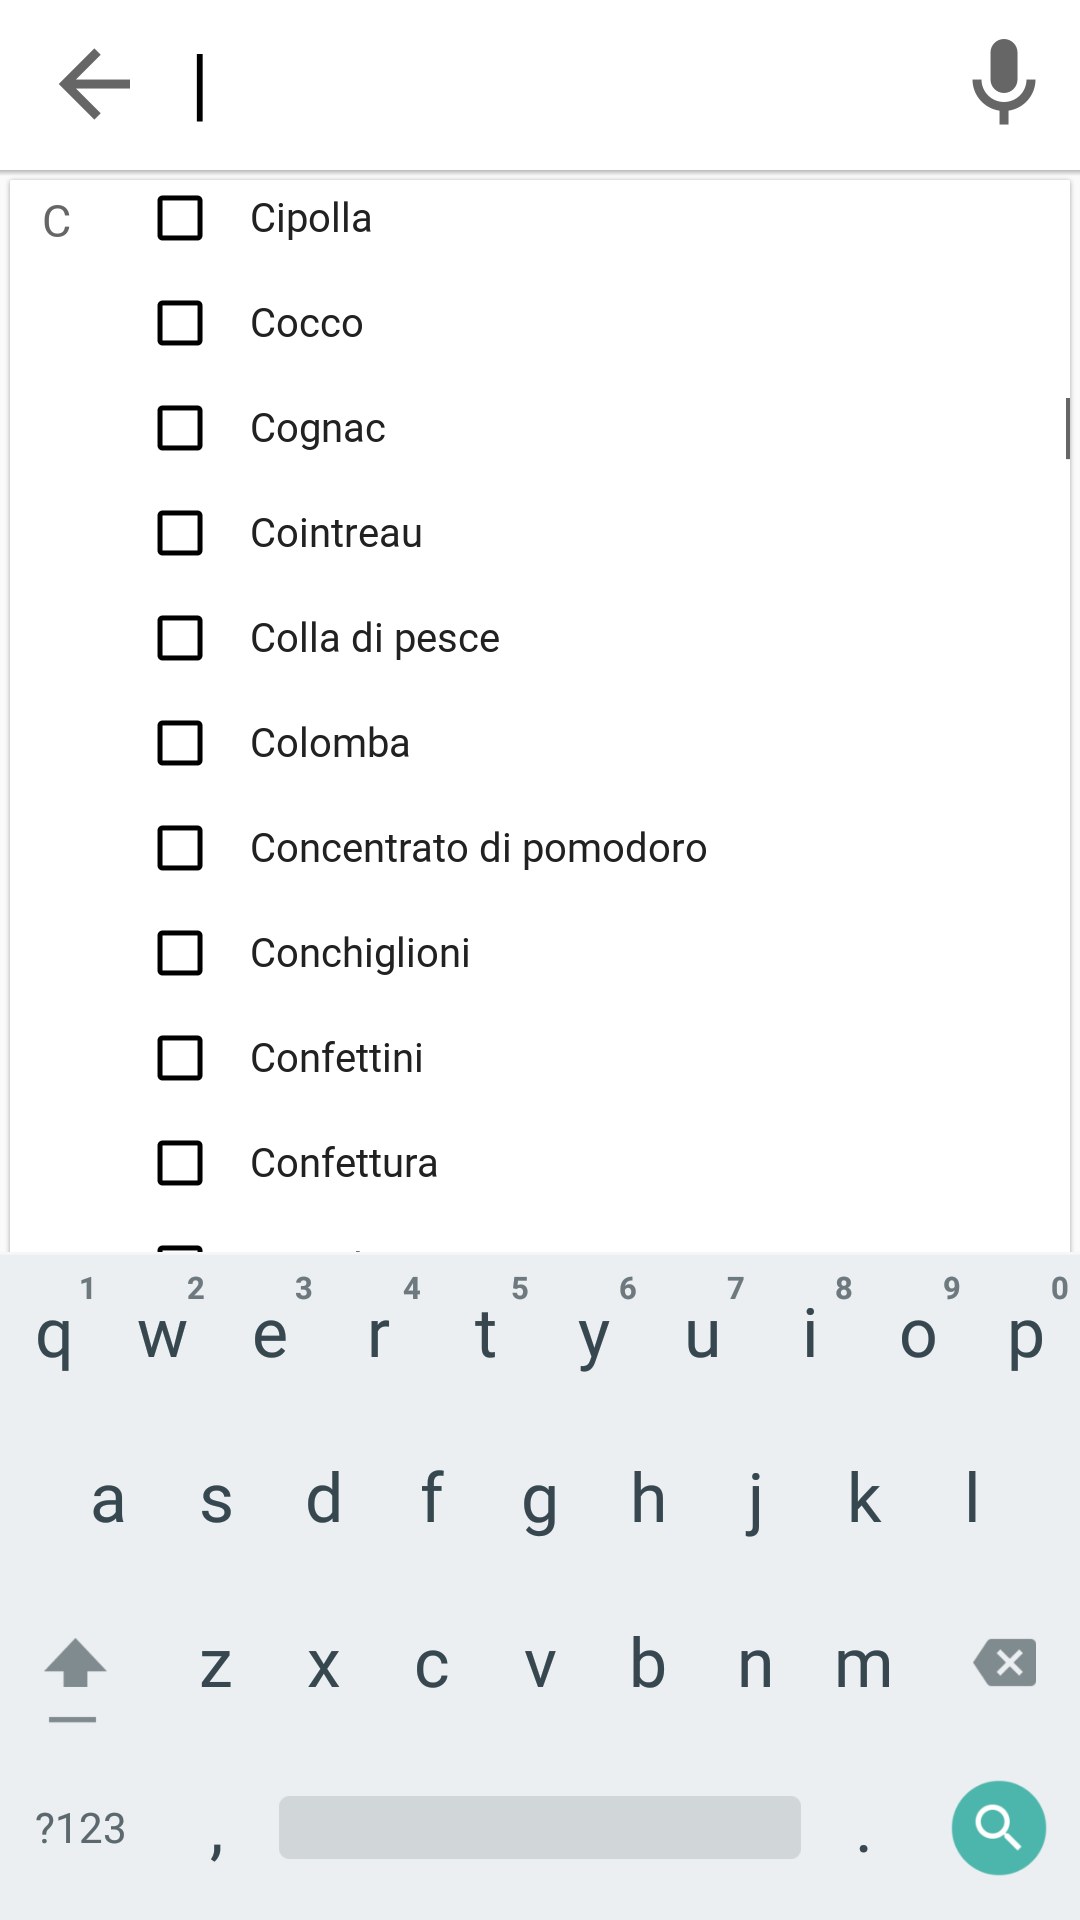 C
Cipolla
Cocco
Cognac
Cointreau
Colla di pesce
Colomba
Concentrato di pomodoro
Conchiglioni
Confettini
Confettura
1 2 3 4 5 6 7 8 9 0
q w e r t y u i o p
a s d f g h j k l
z x c v b n m
?123 , .